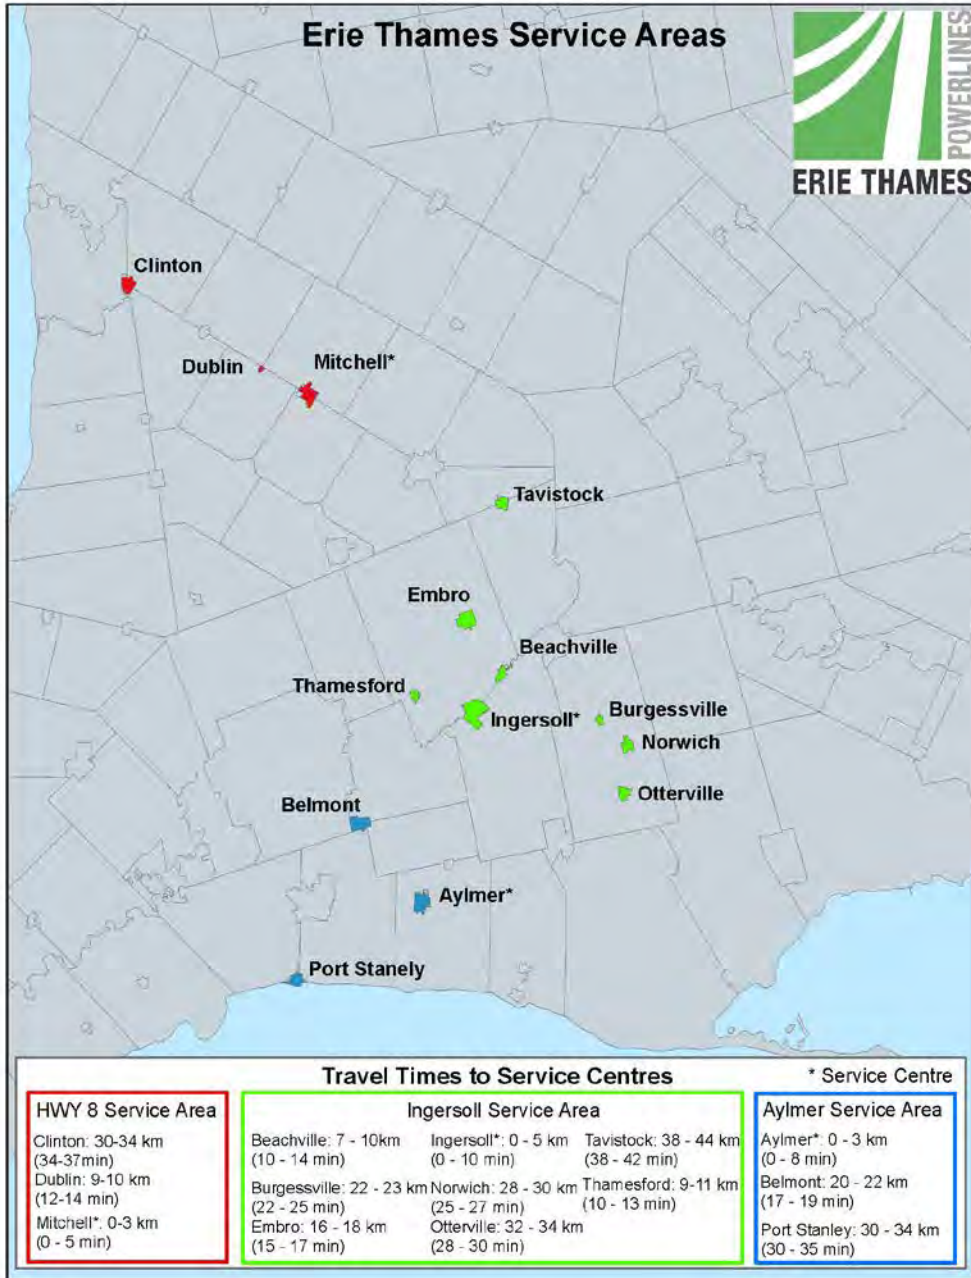 Erie Thames Service Areas
POWERLINES
ERIE THAMES
Clinton
Dublin
Mitchell*
Tavistock
Embro
Beachville
Thamesford
Ingersoll*
Burgessville
Norwich
Otterville
Belmont
Aylmer*
Port Stanely
Travel Times to Service Centres
* Service Centre
HWY 8 Service Area
Clinton: 30-34 km
(34-37min)
Dublin: 9-10 km
(12-14 min)
Mitchell*: 0-3 km
(0 - 5 min)
Ingersoll Service Area
Beachville: 7 - 10km
(10 - 14 min)
Burgessville: 22 - 23 km
(22 - 25 min)
Embro: 16 - 18 km
(15 - 17 min)
Ingersoll*: 0 - 5 km
(0 - 10 min)
Norwich: 28 - 30 km
(25 - 27 min)
Otterville: 32 - 34 km
(28 - 30 min)
Tavistock: 38 - 44 km
(38 - 42 min)
Thamesford: 9-11 km
(10 - 13 min)
Aylmer Service Area
Aylmer*: 0 - 3 km
(0 - 8 min)
Belmont: 20 - 22 km
(17 - 19 min)
Port Stanley: 30 - 34 km
(30 - 35 min)